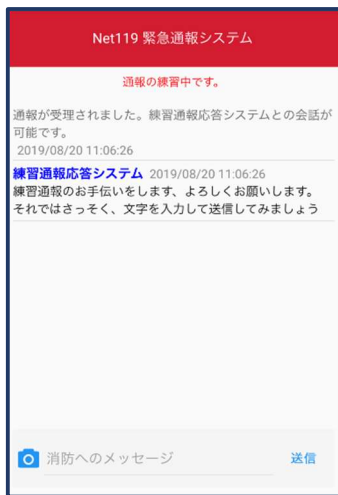 Net119 緊急通報システム
通報の練習中です。
通報が受理されました。練習通報応答システムとの会話が
可能です。
2019/08/20 11:06:26
練習通報応答システム 2019/08/20 11:06:26
練習通報のお手伝いをします、よろしくお願いします。
それではさっそく、文字を入力して送信してみましょう
消防へのメッセージ 送信